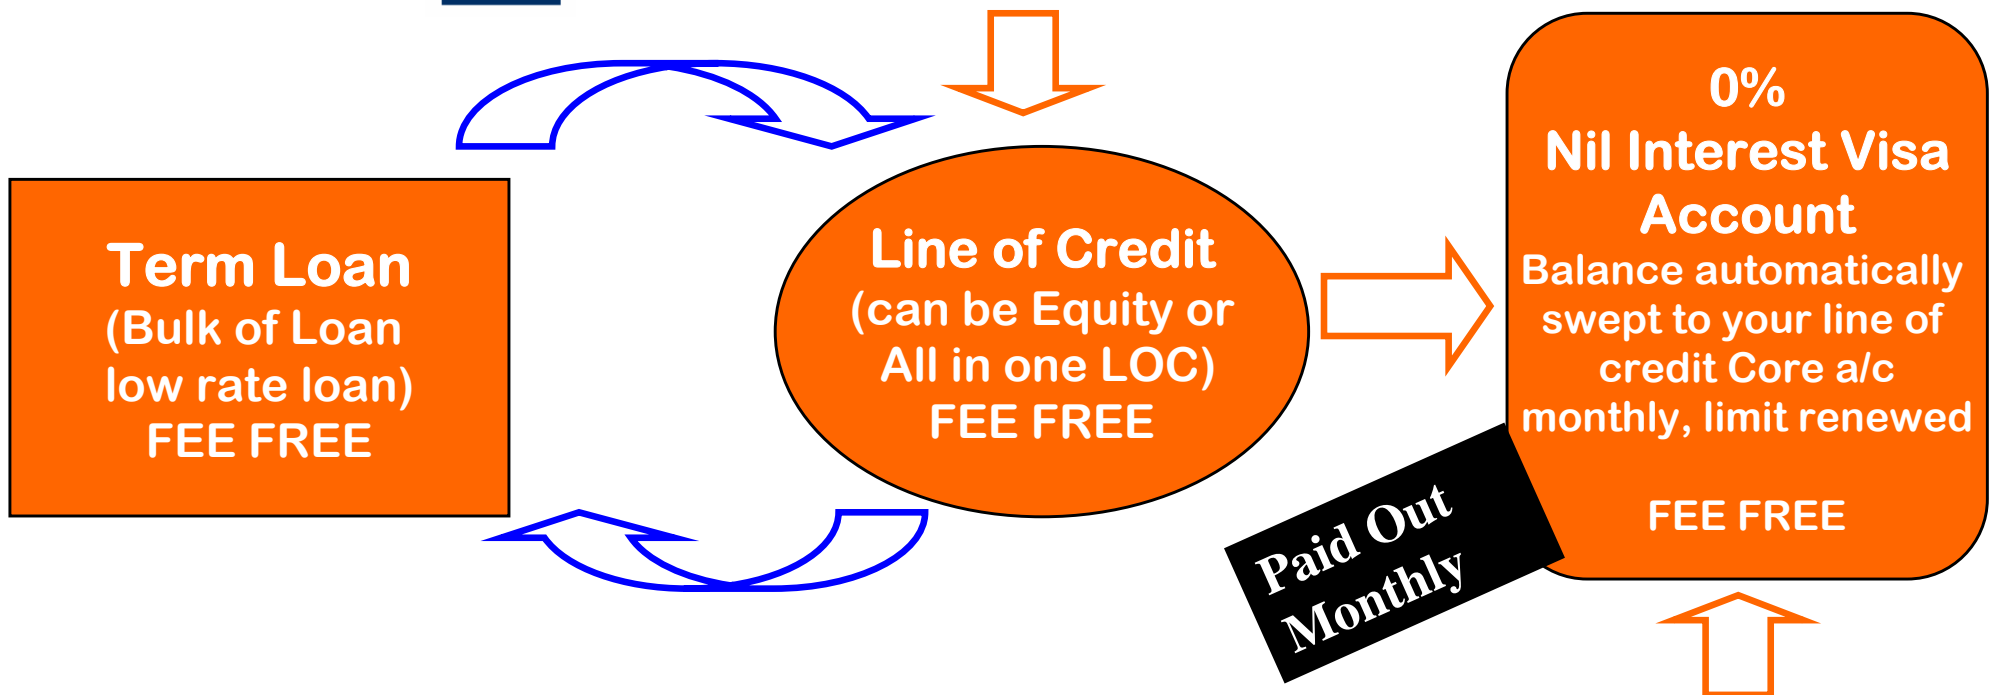 Term Loan
(Bulk of Loan
low rate loan)
FEE FREE
Line of Credit
(can be Equity or
All in one LOC)
FEE FREE
0%
Nil Interest Visa
Account
Balance automatically
swept to your line of
credit Core a/c
monthly, limit renewed
FEE FREE
Paid Out
Monthly